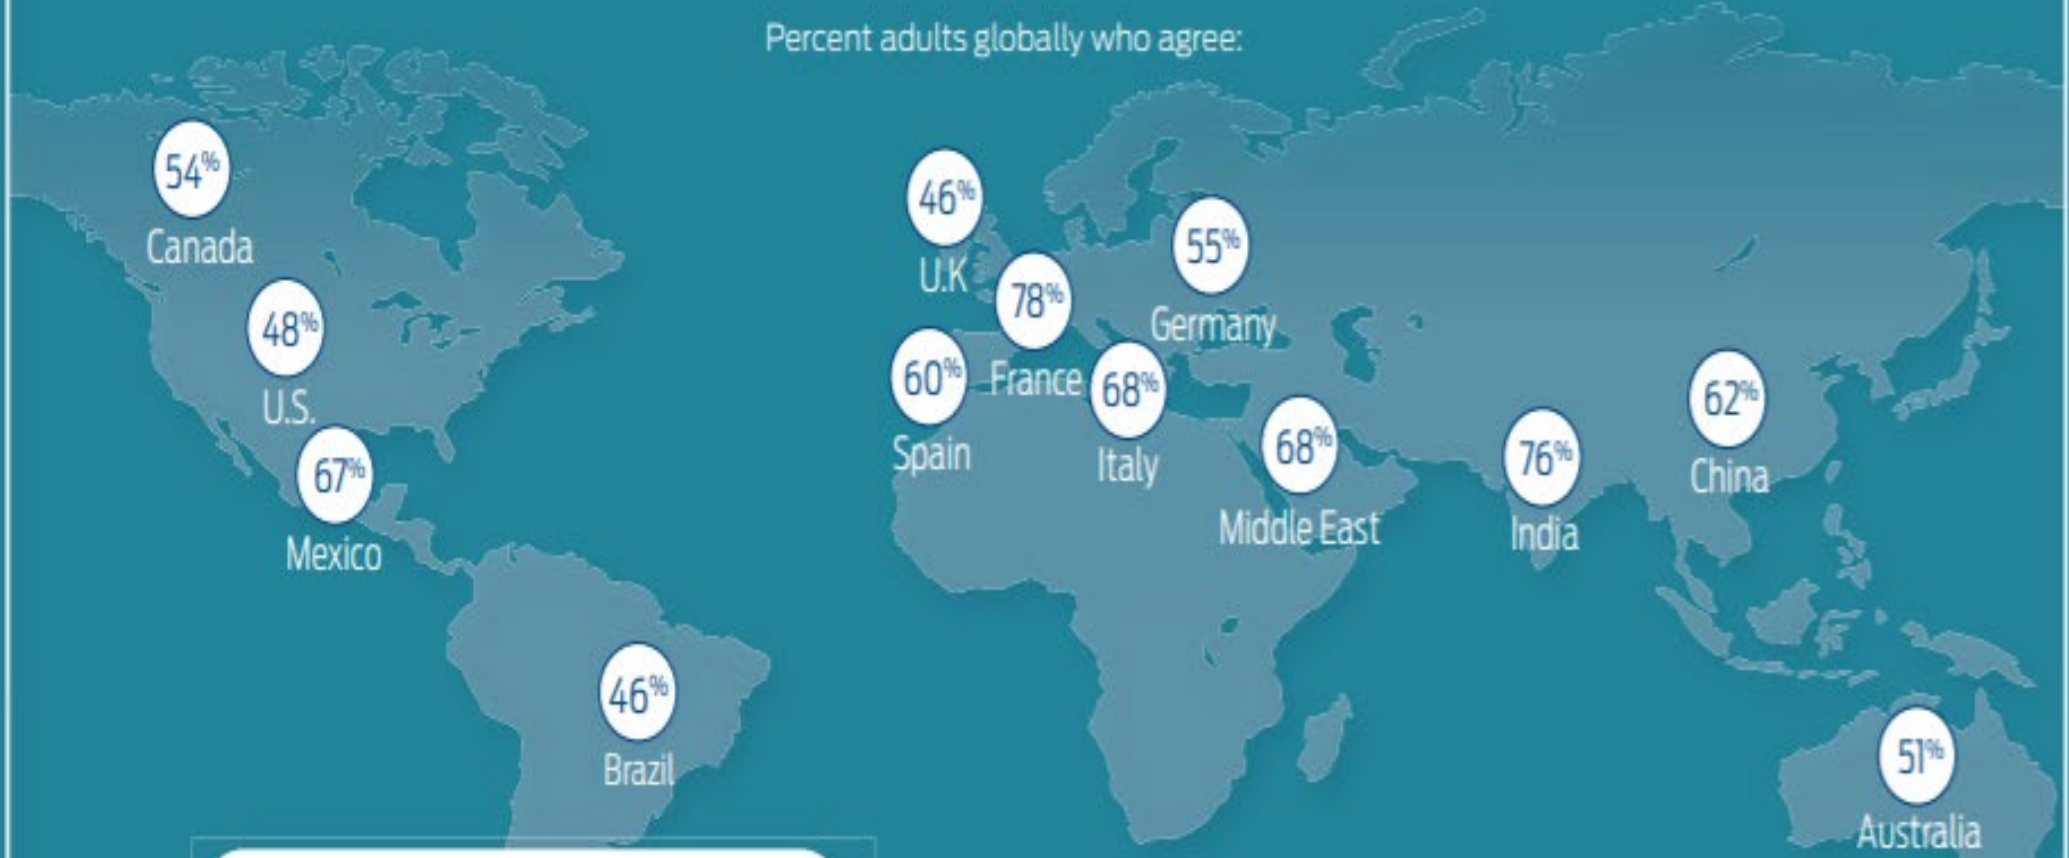 Percent adults globally who agree:
54%
Canada
48%
U.S.
67%
Mexico
46%
Brazil
46%
U.K
78%
France
55%
Germany
60%
Spain
68%
Italy
68%
Middle East
76%
India
62%
China
51%
Australia